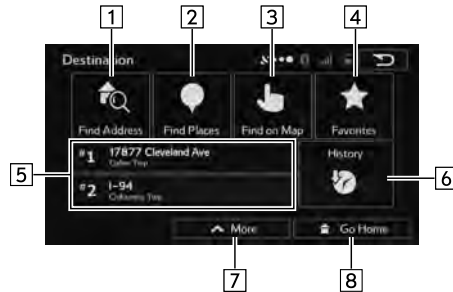 1 2 3 4
Destination
Find Address Find Places Find on Map Favorites
5
#1 17877 Cleveland Ave
History
6
#2 I-94
More Go Home
7 8